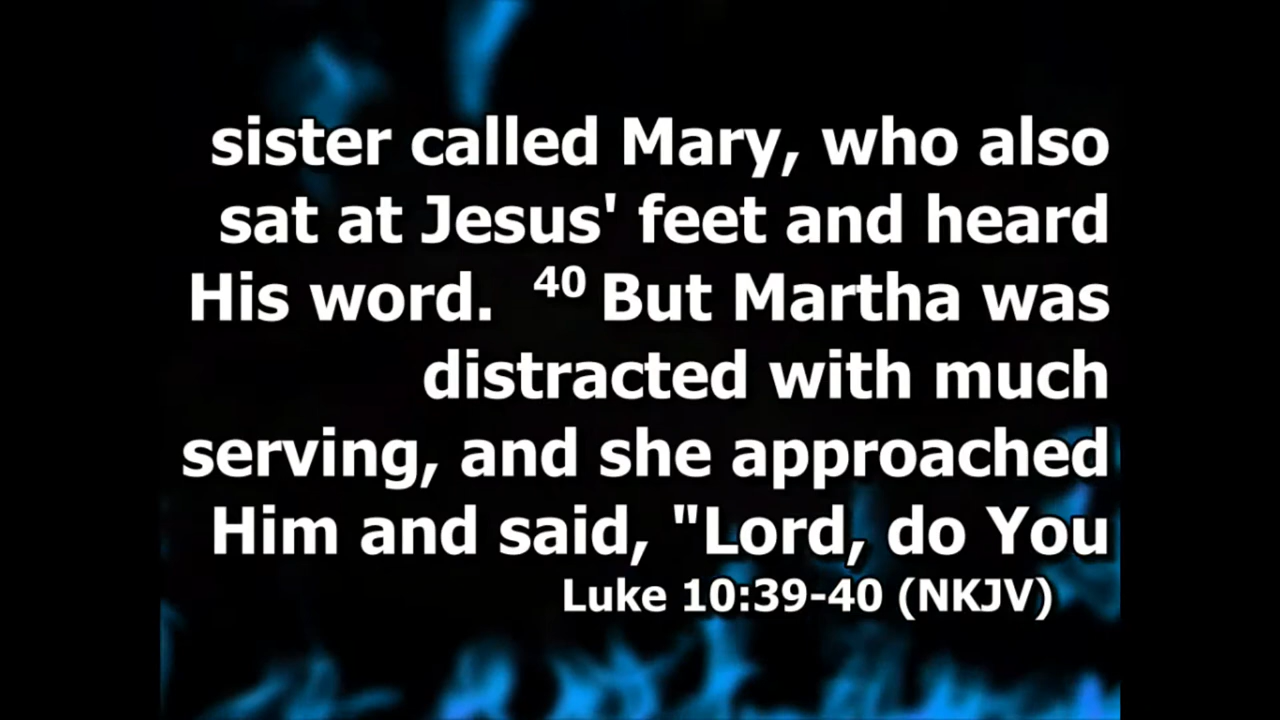 sister called Mary, who also
sat at Jesus' feet and heard
His word. 40 But Martha was
distracted with much
serving, and she approached
Him and said, "Lord, do You
Luke 10:39-40 (NKJV)